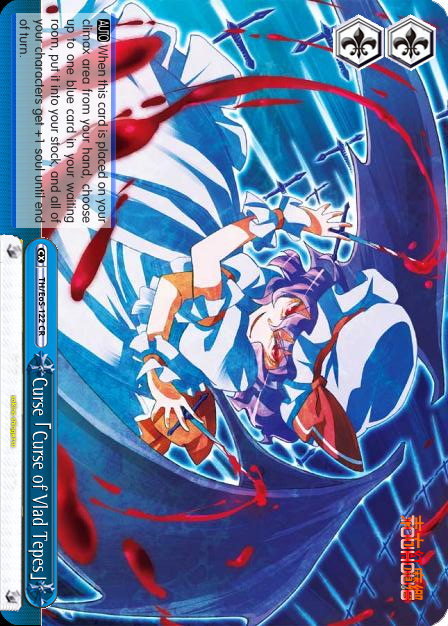 【AUTO】 When this card is placed on your
climax area from your hand, choose
up to one blue card in your waiting
room, put it into your stock, and all of
your characters get +1 soul until end
of turn.
CX
TH/EoS-122 CR
Curse「Curse of Vlad Tepes」